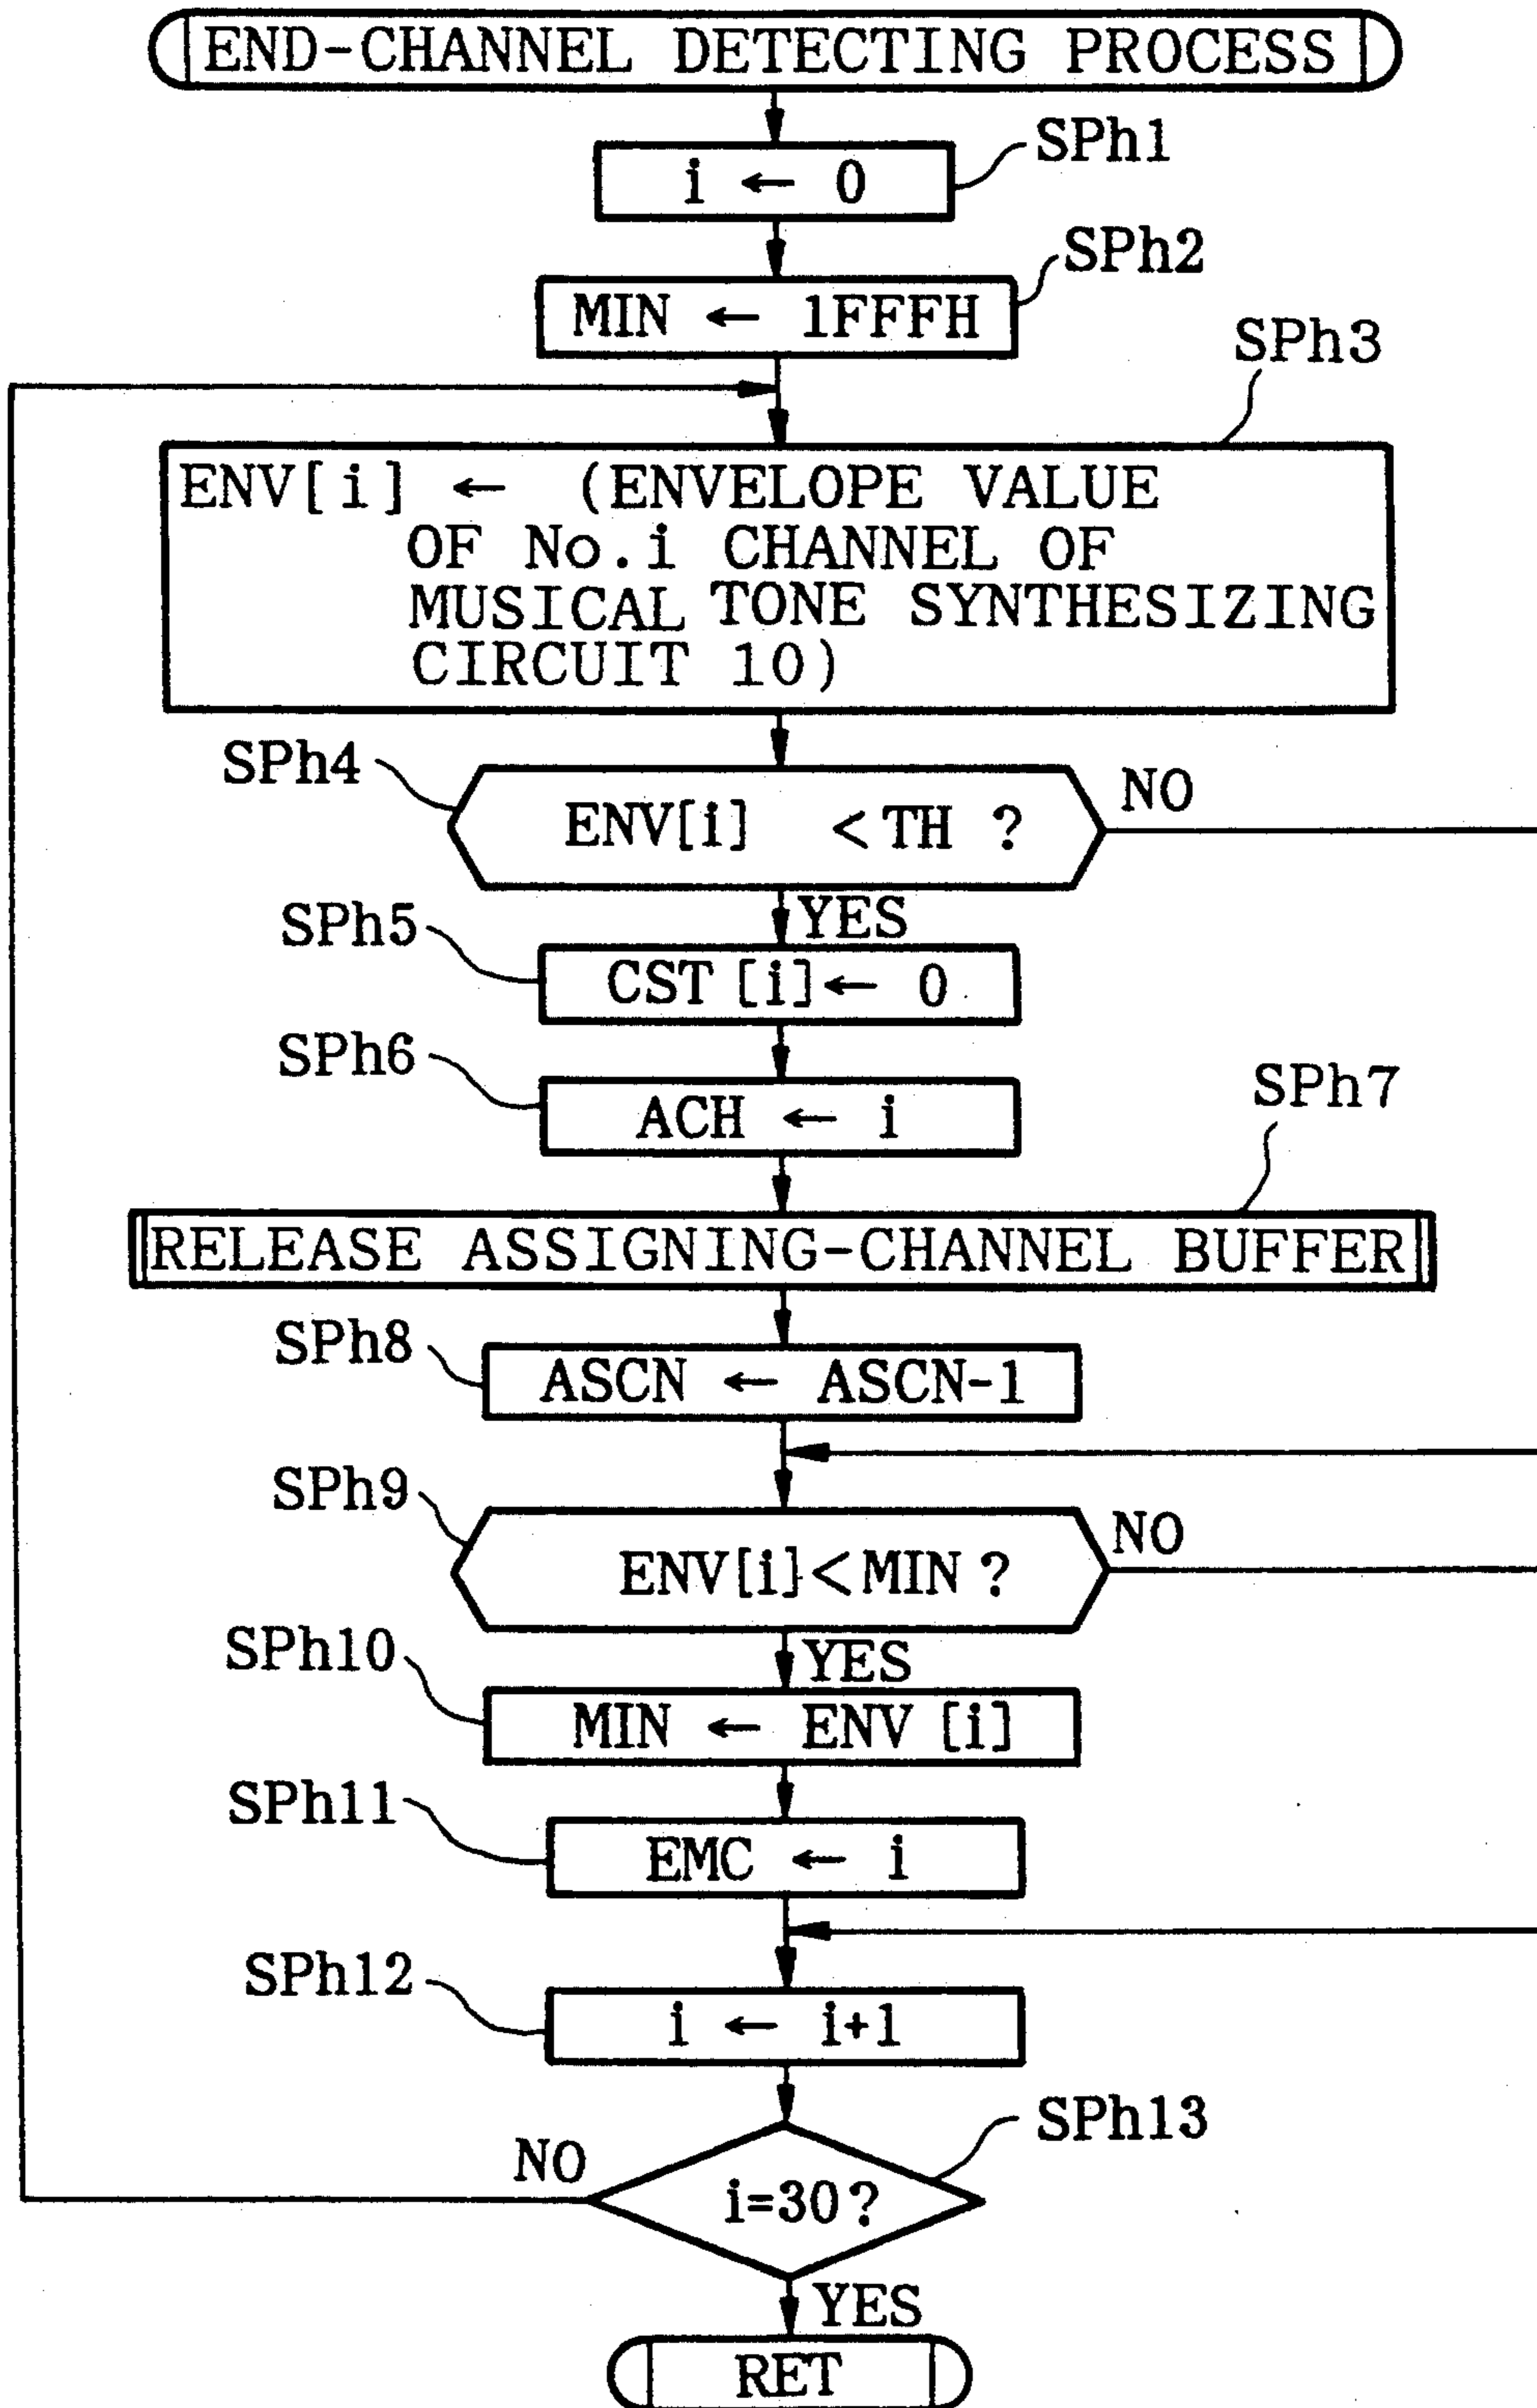 END-CHANNEL DETECTING PROCESS
SPh1
i ← 0
SPh2
MIN ← 1FFFH
SPh3
ENV[i] ← (ENVELOPE VALUE
OF No.i CHANNEL OF
MUSICAL TONE SYNTHESIZING
CIRCUIT 10)
SPh4
ENV[i] < TH ?
NO
YES
SPh5
CST [i] ← 0
SPh6
ACH ← i
SPh7
RELEASE ASSIGNING-CHANNEL BUFFER
SPh8
ASCN ← ASCN-1
SPh9
ENV[i] < MIN ?
NO
YES
SPh10
MIN ← ENV [i]
SPh11
EMC ← i
SPh12
i ← i+1
SPh13
NO
i=30?
YES
RET